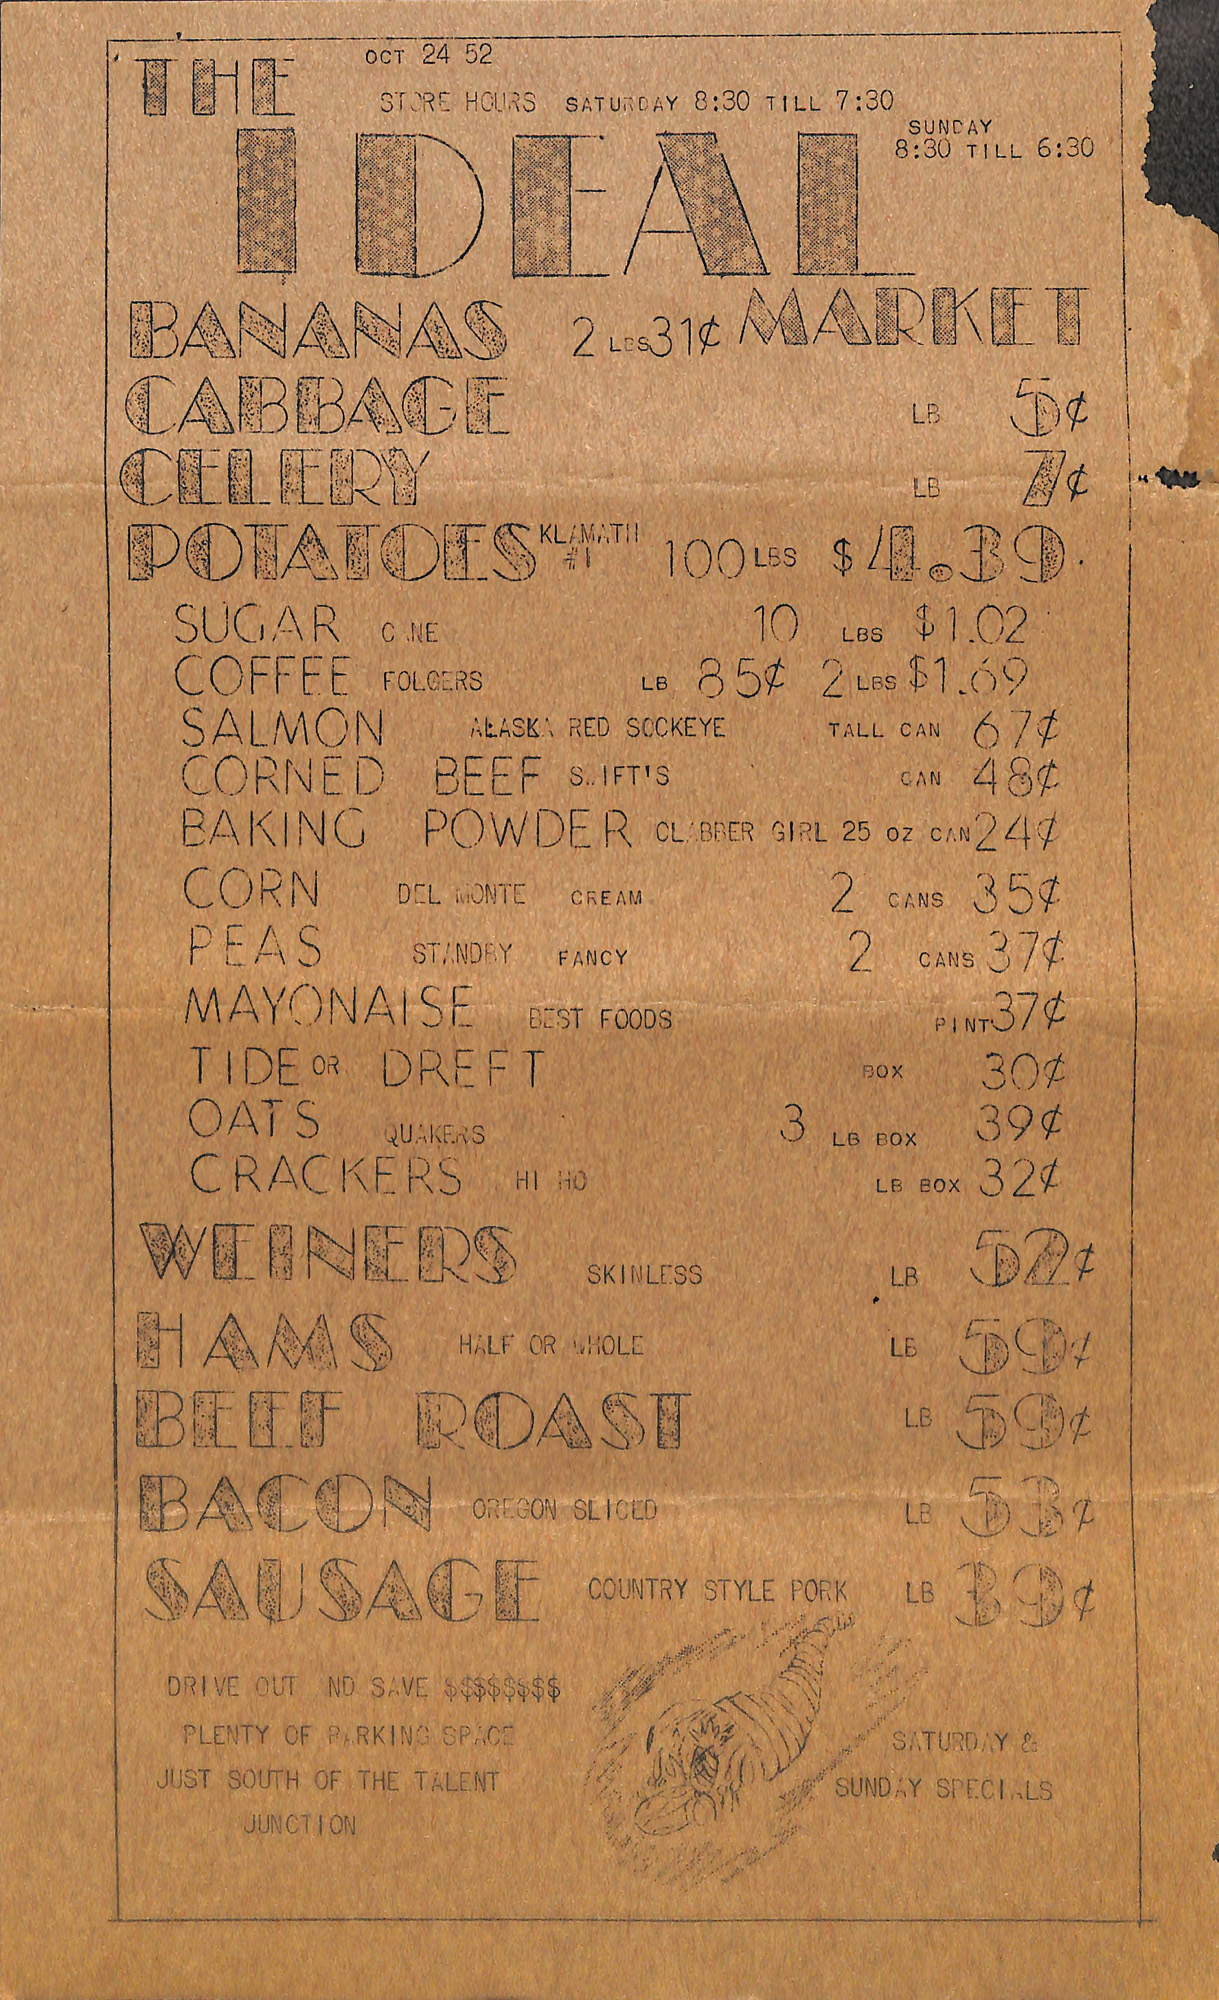 OCT 24 52
THE
STORE HOURS SATURDAY 8:30 TILL 7:30
SUNDAY
8:30 TILL 6:30
IDEAL
MARKET
BANANAS 2 LBS 31¢
CABBAGE LB 5¢
CELERY LB 7¢
POTATOES KLAMATH #1 100 LBS $4.39
SUGAR CANE 10 LBS $1.02
COFFEE FOLGERS LB 85¢ 2 LBS $1.69
SALMON ALASKA RED SOCKEYE TALL CAN 67¢
CORNED BEEF SWIFT'S CAN 48¢
BAKING POWDER CLABBER GIRL 25 OZ CAN 24¢
CORN DEL MONTE CREAM 2 CANS 35¢
PEAS STANDBY FANCY 2 CANS 37¢
MAYONAISE BEST FOODS PINT 37¢
TIDE OR DREFT BOX 30¢
OATS QUAKERS 3 LB BOX 39¢
CRACKERS HI HO LB BOX 32¢
WEINERS SKINLESS LB 52¢
HAMS HALF OR WHOLE LB 59¢
BEEF ROAST LB 59¢
BACON OREGON SLICED LB 53¢
SAUSAGE COUNTRY STYLE PORK LB 39¢
DRIVE OUT AND SAVE $$$$$$$$
PLENTY OF PARKING SPACE
JUST SOUTH OF THE TALENT
JUNCTION
SATURDAY &
SUNDAY SPECIALS